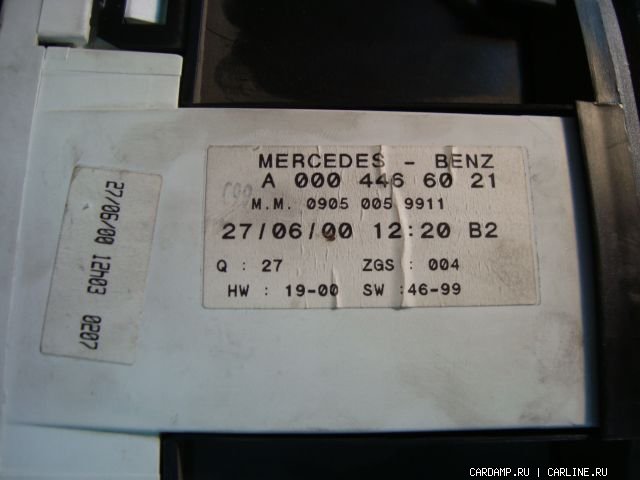 MERCEDES - BENZ
A 000 446 60 21
M.M. 0905 005 9911
27/06/00 12:20 B2
Q : 27 ZGS : 004
HW : 19-00 SW :46-99
27/06/00 12h03 0207
CARDAMP.RU | CARLINE.RU